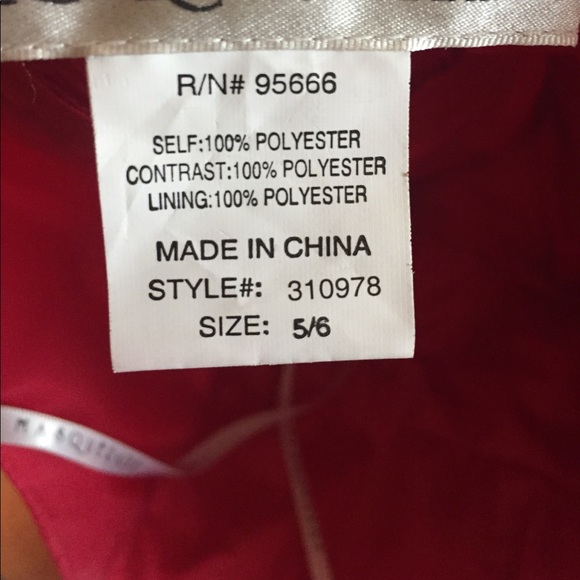 R/N# 95666
SELF:100% POLYESTER
CONTRAST:100% POLYESTER
LINING:100% POLYESTER
MADE IN CHINA
STYLE#: 310978
SIZE: 5/6